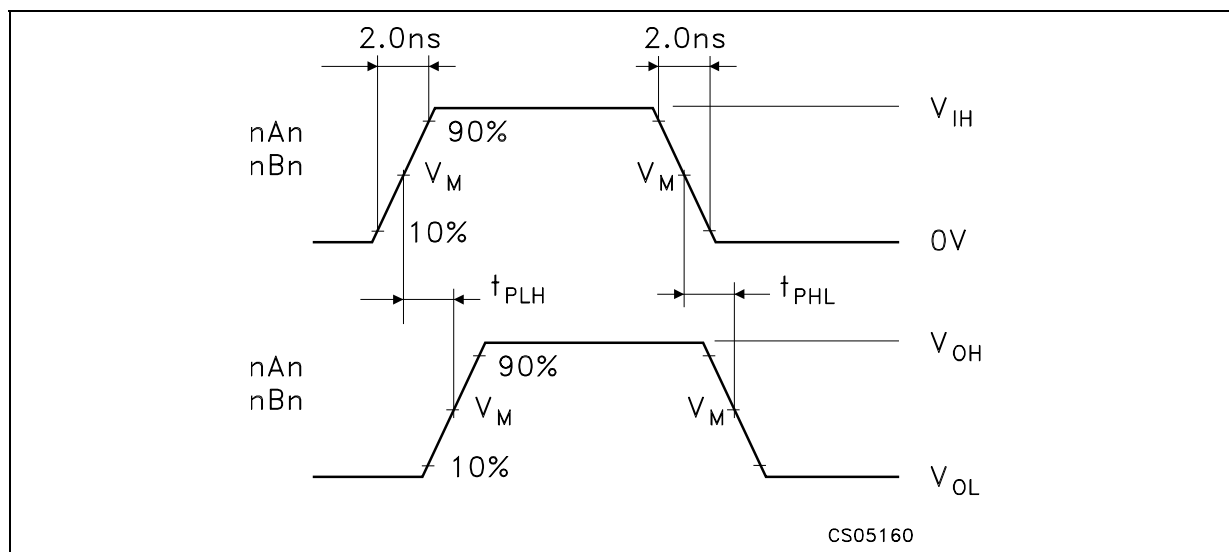 2.0ns
2.0ns
nAn
nBn
90%
V_M
10%
V_M
V_IH
0V
t_PLH
t_PHL
nAn
nBn
90%
V_M
10%
V_M
V_OH
V_OL
CS05160